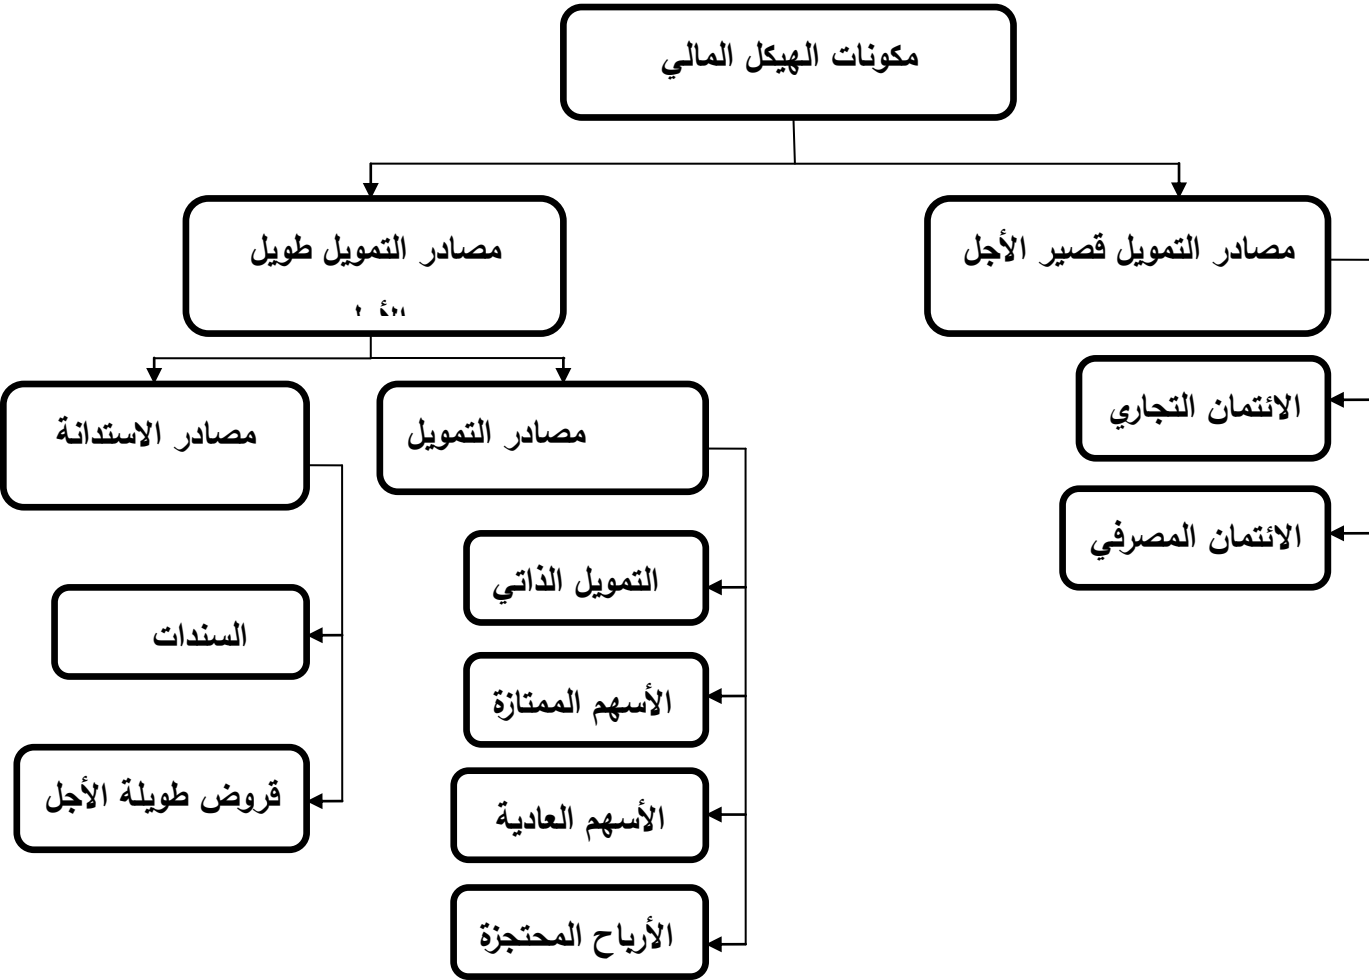 مكونات الهيكل المالي
مصادر التمويل قصير الأجل
الائتمان التجاري
الائتمان المصرفي
مصادر التمويل طويل
مصادر التمويل
التمويل الذاتي
الأسهم الممتازة
الأسهم العادية
الأرباح المحتجزة
مصادر الاستدانة
السندات
قروض طويلة الأجل